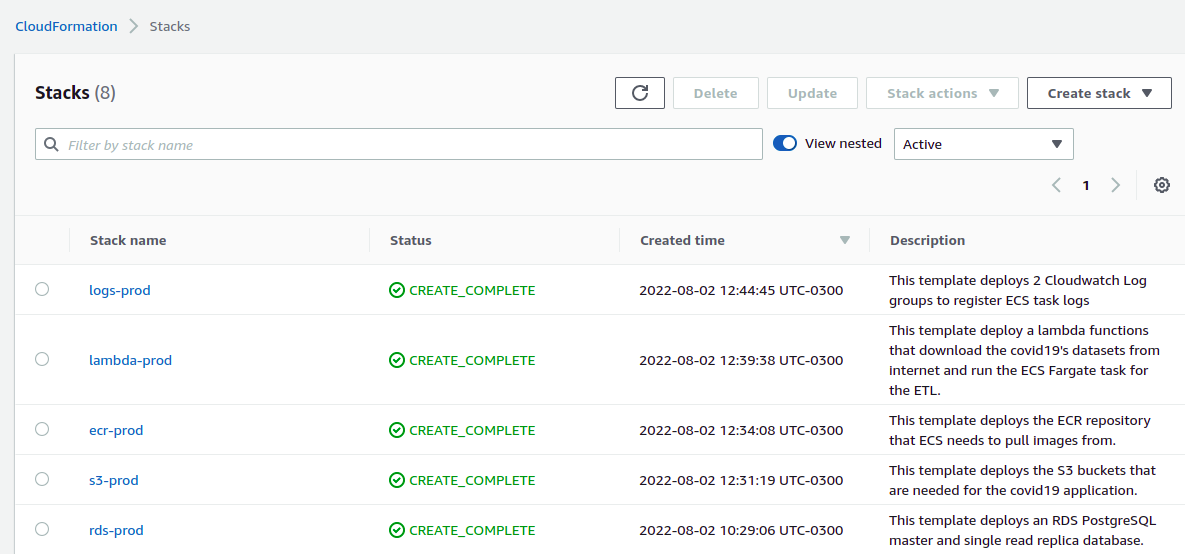 CloudFormation > Stacks
Stacks (8)
Delete
Update
Stack actions
Create stack
Filter by stack name
View nested
Active
1
Stack name
Status
Created time
Description
logs-prod
CREATE_COMPLETE
2022-08-02 12:44:45 UTC-0300
This template deploys 2 Cloudwatch Log
groups to register ECS task logs
lambda-prod
CREATE_COMPLETE
2022-08-02 12:39:38 UTC-0300
This template deploy a lambda functions
that download the covid19's datasets from
internet and run the ECS Fargate task for
the ETL.
ecr-prod
CREATE_COMPLETE
2022-08-02 12:34:08 UTC-0300
This template deploys the ECR repository
that ECS needs to pull images from.
s3-prod
CREATE_COMPLETE
2022-08-02 12:31:19 UTC-0300
This template deploys the S3 buckets that
are needed for the covid19 application.
rds-prod
CREATE_COMPLETE
2022-08-02 10:29:06 UTC-0300
This template deploys an RDS PostgreSQL
master and single read replica database.